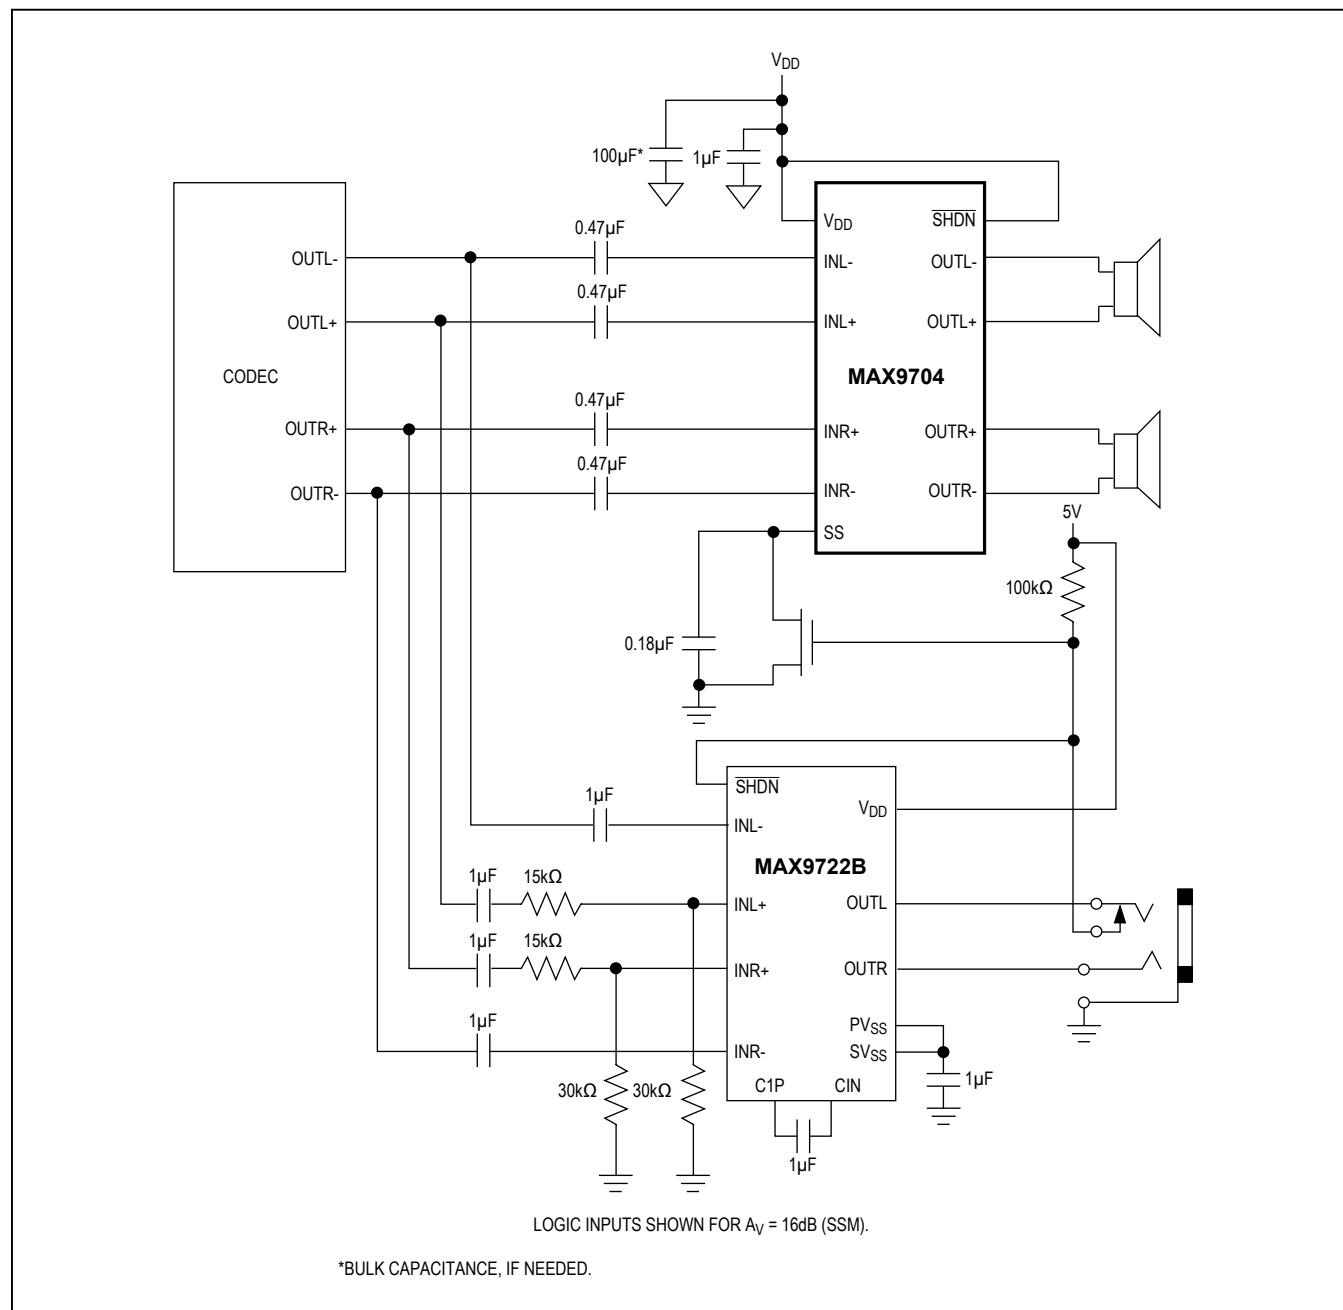 VDD
100µF*
1µF
VDD
SHDN
0.47µF
OUTL-
INL-
OUTL-
0.47µF
OUTL+
INL+
OUTL+
CODEC
MAX9704
0.47µF
OUTR+
INR+
OUTR+
0.47µF
OUTR-
INR-
OUTR-
5V
SS
100kΩ
0.18µF
SHDN
1µF
VDD
INL-
MAX9722B
1µF
15kΩ
INL+
OUTL
1µF
15kΩ
INR+
OUTR
1µF
PVSS
INR-
SVSS
1µF
30kΩ
30kΩ
C1P
CIN
1µF
LOGIC INPUTS SHOWN FOR AV = 16dB (SSM).
*BULK CAPACITANCE, IF NEEDED.